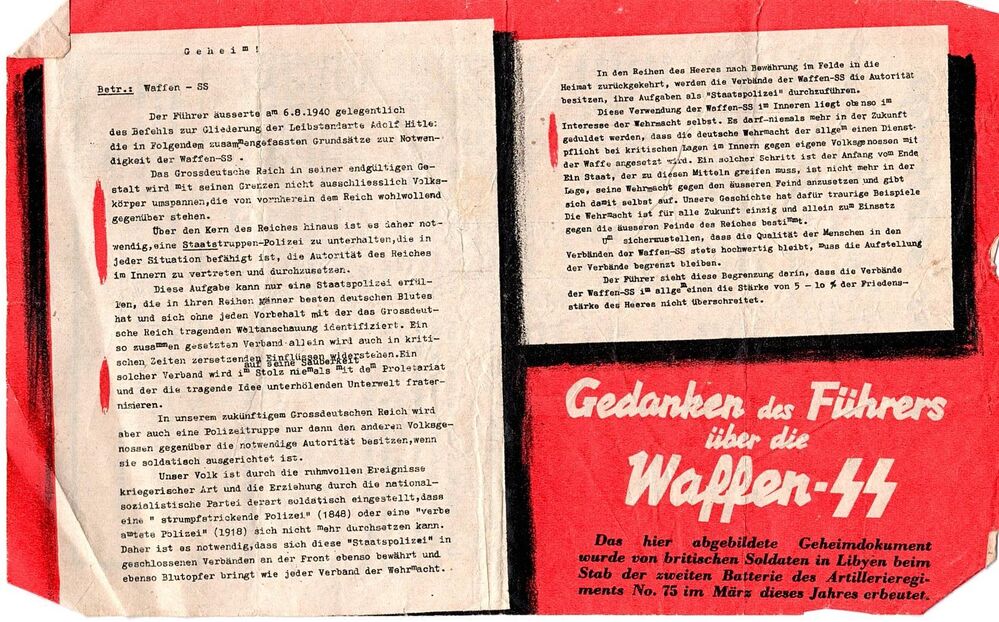 Geheim!
Betr.: Waffen - SS
Der Führer äusserte am 6.8.1940 gelegentlich
des Befehls zur Gliederung der Leibstandarte Adolf Hitler
die in Folgendem zusammengefassten Grundsätze zur Notwen-
digkeit der Waffen-SS .
Das Grossdeutsche Reich in seiner endgültigen Ge-
stalt wird mit seinen Grenzen nicht ausschliesslich Volks-
körper umspannen,die von vornherein dem Reich wohlwollend
gegenüber stehen.
Über den Kern des Reiches hinaus ist es daher not-
wendig,eine Staatstruppen-Polizei zu unterhalten,die in
jeder Situation befähigt ist, die Autorität des Reiches
im Innern zu vertreten und durchzusetzen.
Diese Aufgabe kann nur eine Staatspolizei erfül-
len, die in ihren Reihen Männer besten deutschen Blutes
hat und sich ohne jeden Vorbehalt mit der das Grossdeut-
sche Reich tragenden Weltanschauung identifiziert. Ein
so zusammen gesetzten Verband allein wird auch in kriti-
schen Zeiten zersetzenden Einflüssen widerstehen.Ein
auf seine Sauberkeit
solcher Verband wird im Stolz niemals mit dem Proletariat
und der die tragende Idee unterhölenden Unterwelt frater-
nisieren.
In unserem zukünftigem Grossdeutschen Reich wird
aber auch eine Polizeitruppe nur dann den anderen Volksge-
nossen gegenüber die notwendige Autorität besitzen,wenn
sie soldatisch ausgerichtet ist.
Unser Volk ist durch die ruhmvollen Ereignisse
kriegerischer Art und die Erziehung durch die national-
sozialistische Partei derart soldatisch eingestellt,dass
eine " strumpfstrickende Polizei" (1848) oder eine "verbe
amtete Polizei" (1918) sich nicht mehr durchsetzen kann.
Daher ist es notwendig,dass sich diese "Staatspolizei" in
geschlossenen Verbänden an der Front ebenso bewährt und
ebenso Blutopfer bringt wie jeder Verband der Wehrmacht.
In den Reihen des Heeres nach Bewährung im Felde in die
Heimat zurückgekehrt, werden die Verbände der Waffen-SS die Autorität
besitzen, ihre Aufgaben als "Staatspolizei" durchzuführen.
Diese Verwendung der Waffen-SS im Inneren liegt ebenso im
Interesse der Wehrmacht selbst. Es darf niemals mehr in der Zukunft
geduldet werden, dass die deutsche Wehrmacht der allgem einen Dienst-
pflicht bei kritischen Lagen im Innern gegen eigene Volksgenossen mit
der Waffe angesetzt wird. Ein solcher Schritt ist der Anfang vom Ende
Ein Staat, der zu diesen Mitteln greifen muss, ist nicht mehr in der
Lage, seine Wehrmacht gegen den äusseren Feind anzusetzen und gibt
sich damit selbst auf. Unsere Geschichte hat dafür traurige Beispiele
Die Wehrmacht ist für alle Zukunft einzig und allein zum Einsatz
gegen die äusseren Feinde des Reiches bestimmt.
Um sicherzustellen, dass die Qualität der Menschen in den
Verbänden der Waffen-SS stets hochwertig bleibt, muss die Aufstellung
der Verbände begrenzt bleiben.
Der Führer sieht diese Begrenzung darin, dass die Verbände
der Waffen-SS im allgemeinen die Stärke von 5 - lo % der Friedens-
stärke des Heeres nicht überschreitet.
Gedanken des Führers
über die
Waffen-SS
Das hier abgebildete Geheimdokument
wurde von britischen Soldaten in Libyen beim
Stab der zweiten Batterie des Artillerieregi-
ments No. 75 im März dieses Jahres erbeutet.